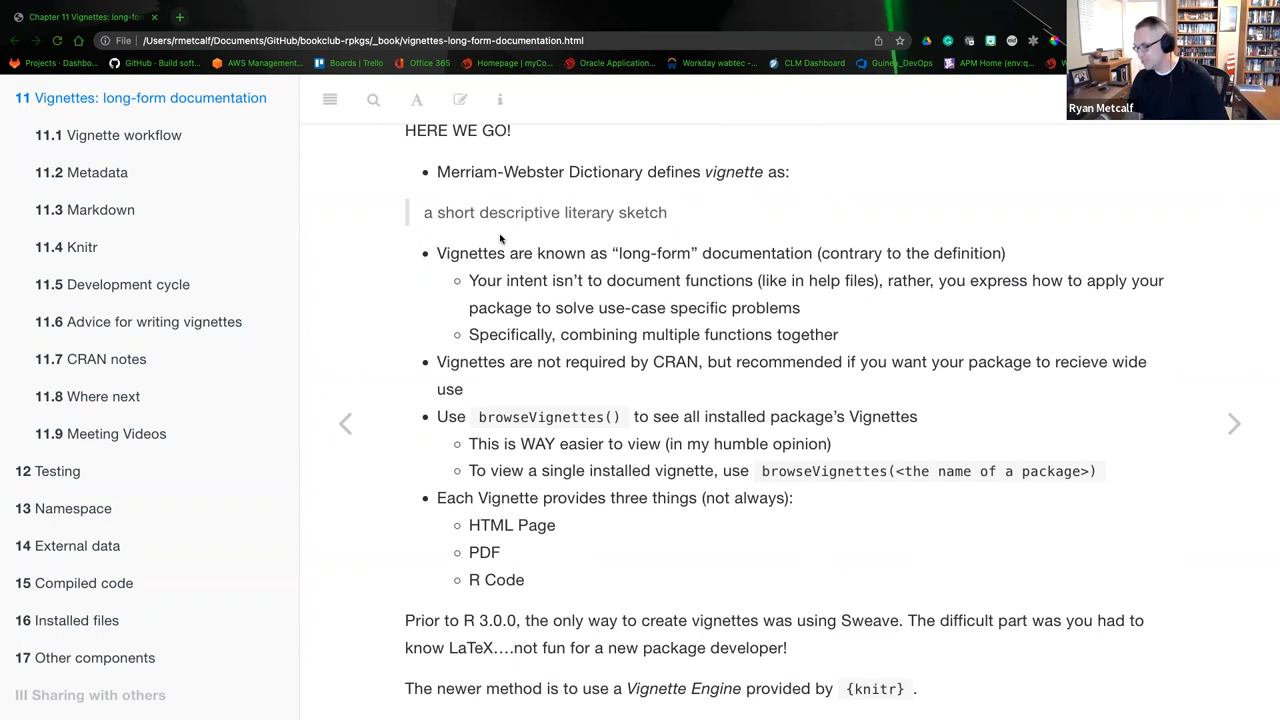 Chapter 11 Vignettes: long-for
File
/Users/rmetcalf/Documents/GitHub/bookclub-rpkgs/_book/vignettes-long-form-documentation.html
Projects · Dashbo...
GitHub · Build soft...
AWS Management...
Boards | Trello
Office 365
Homepage | myCo...
Oracle Application...
Workday wabtec -...
CLM Dashboard
Guinea_DevOps
APM Home (env:q...
Ryan Metcalf
11 Vignettes: long-form documentation
11.1 Vignette workflow
11.2 Metadata
11.3 Markdown
11.4 Knitr
11.5 Development cycle
11.6 Advice for writing vignettes
11.7 CRAN notes
11.8 Where next
11.9 Meeting Videos
12 Testing
13 Namespace
14 External data
15 Compiled code
16 Installed files
17 Other components
III Sharing with others
HERE WE GO!
• Merriam-Webster Dictionary defines vignette as:
a short descriptive literary sketch
• Vignettes are known as “long-form” documentation (contrary to the definition)
◦ Your intent isn’t to document functions (like in help files), rather, you express how to apply your
package to solve use-case specific problems
◦ Specifically, combining multiple functions together
• Vignettes are not required by CRAN, but recommended if you want your package to recieve wide
use
• Use browseVignettes() to see all installed package’s Vignettes
◦ This is WAY easier to view (in my humble opinion)
◦ To view a single installed vignette, use browseVignettes(<the name of a package>)
• Each Vignette provides three things (not always):
◦ HTML Page
◦ PDF
◦ R Code
Prior to R 3.0.0, the only way to create vignettes was using Sweave. The difficult part was you had to
know LaTeX....not fun for a new package developer!
The newer method is to use a Vignette Engine provided by {knitr} .